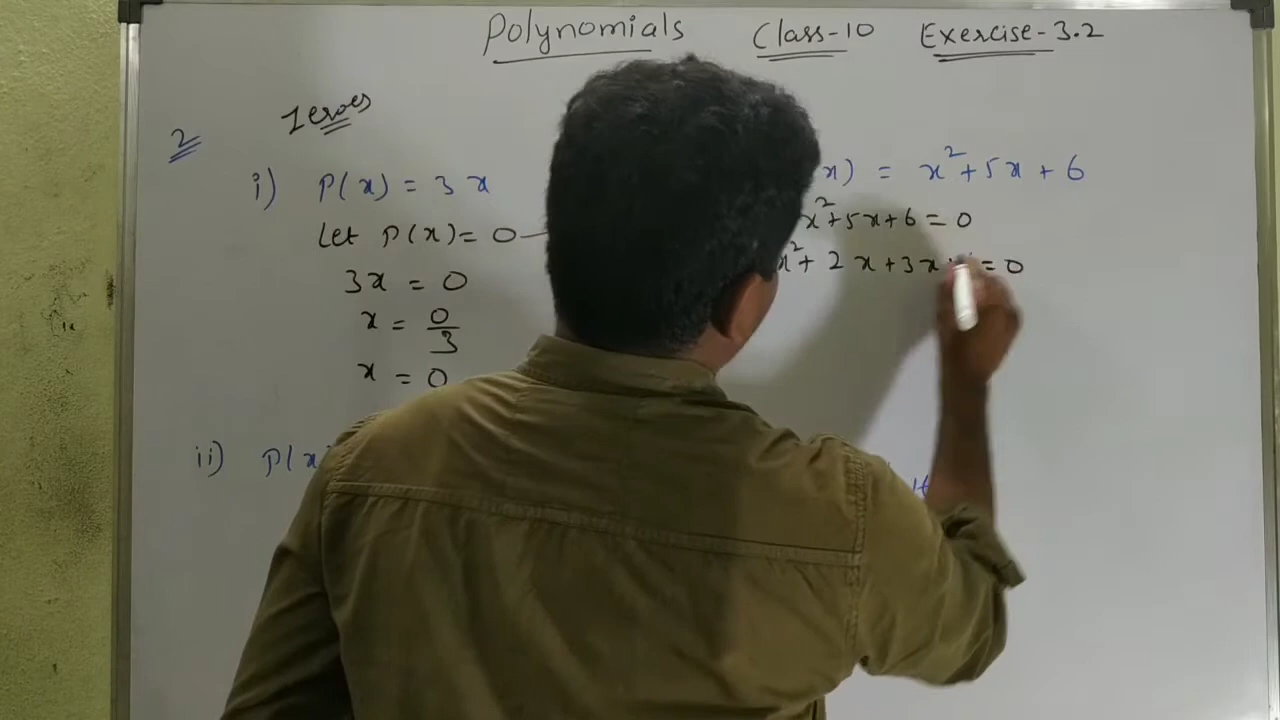 Polynomials Class-10 Exercise-3.2
2 Zeroes
i) P(x) = 3x
Let P(x) = 0
3x = 0
x = 0/3
x = 0
ii) P(x
x) = x²+5x+6
x²+5x+6=0
x²+2x+3x = 0